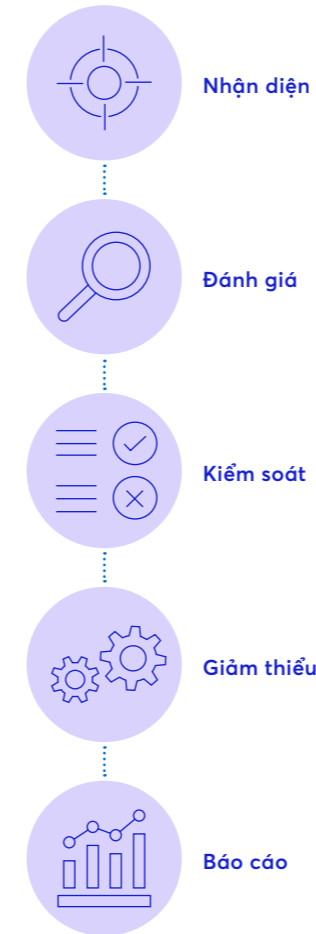 Nhận diện
Đánh giá
Kiểm soát
Giảm thiểu
Báo cáo